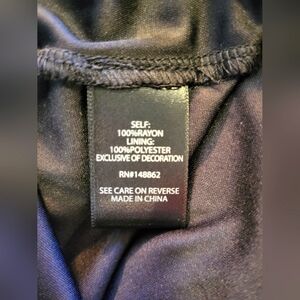 SELF:
100%RAYON
LINING:
100%POLYESTER
EXCLUSIVE OF DECORATION
RN#148862
SEE CARE ON REVERSE
MADE IN CHINA